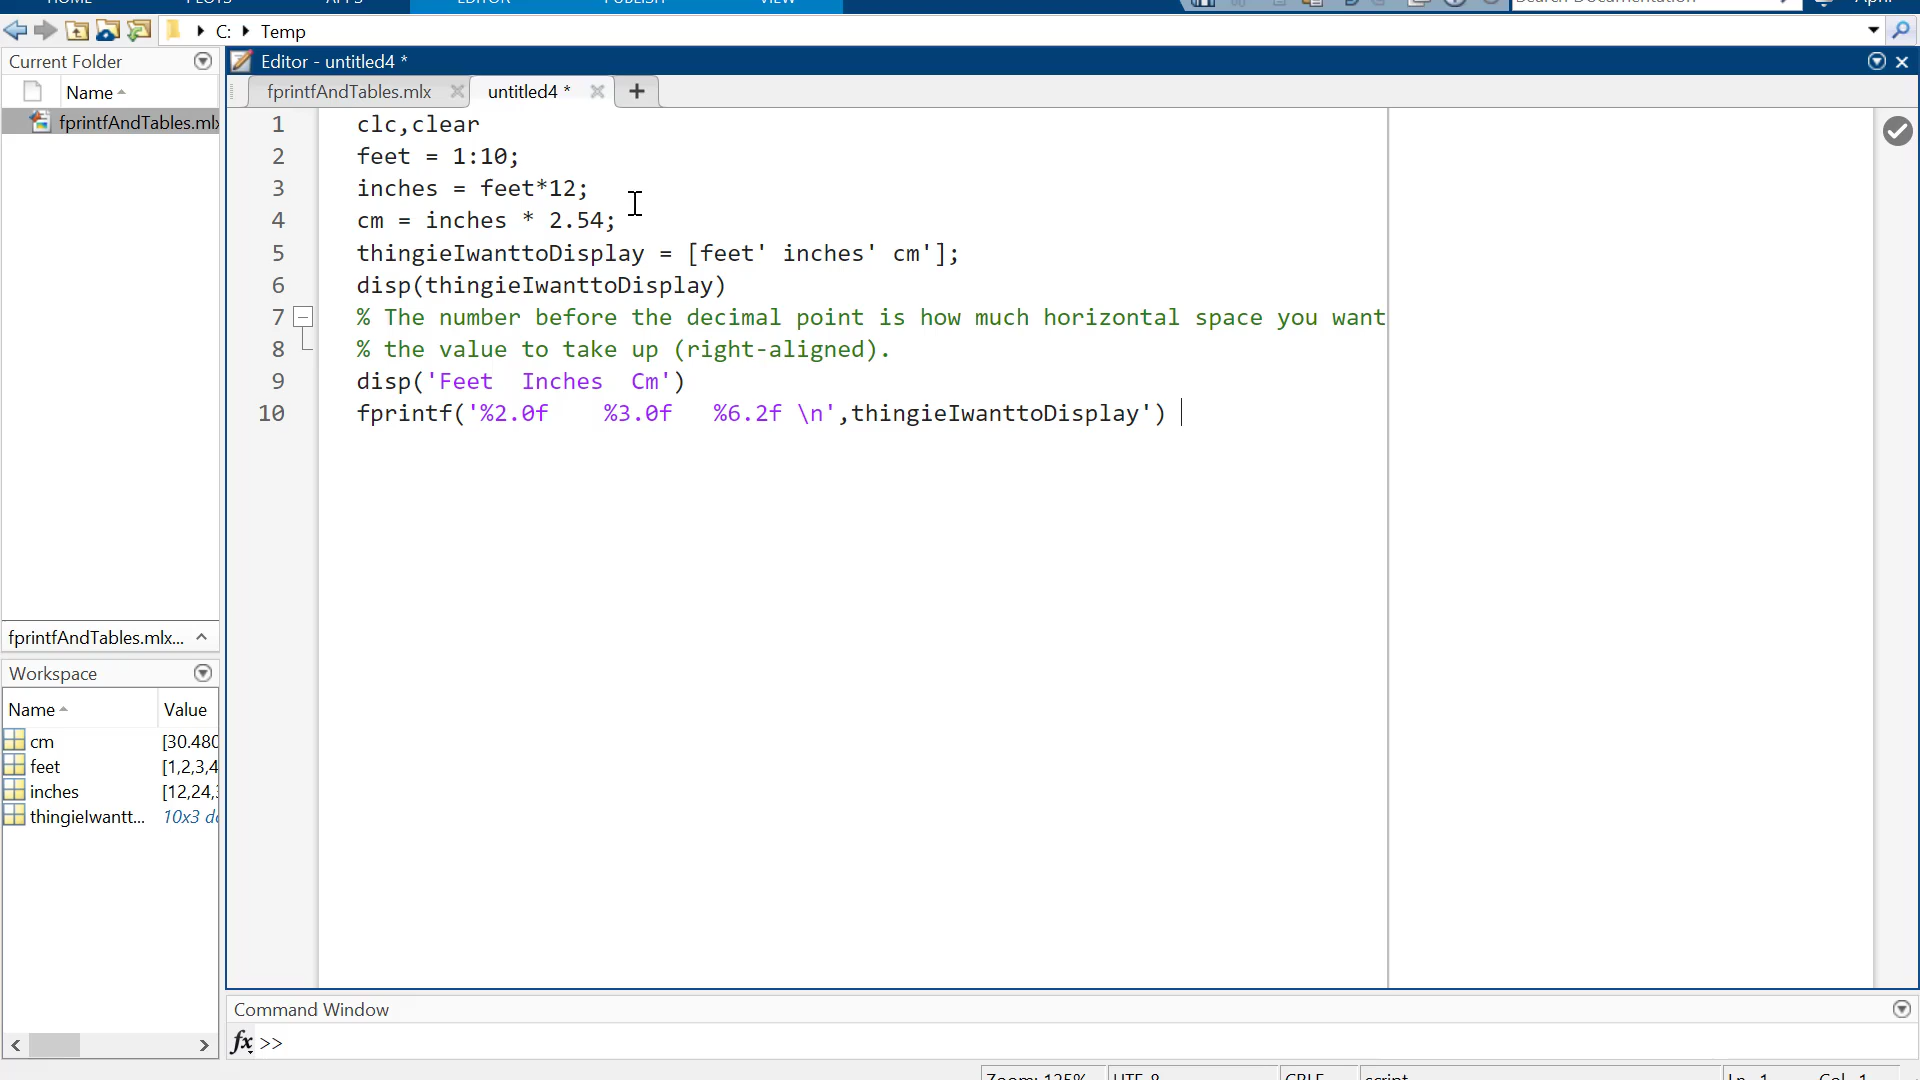 HOME PLOTS APPS EDITOR PUBLISH VIEW Search Documentation April
C: Temp
Current Folder
Editor - untitled4 *
Name
fprintfAndTables.mlx untitled4 * +
fprintfAndTables.mlx
1 clc,clear
2 feet = 1:10;
3 inches = feet*12;
4 cm = inches * 2.54;
5 thingieIwanttoDisplay = [feet' inches' cm'];
6 disp(thingieIwanttoDisplay)
7 % The number before the decimal point is how much horizontal space you want
8 % the value to take up (right-aligned).
9 disp('Feet  Inches  Cm')
10 fprintf('%2.0f    %3.0f   %6.2f \n',thingieIwanttoDisplay')
fprintfAndTables.mlx...
Workspace
Name Value
cm [30.480
feet [1,2,3,4
inches [12,24,3
thingieIwantt... 10x3 do
Command Window
fx >>
Zoom: 125% UTF-8 CRLF script Ln 1 Col 1